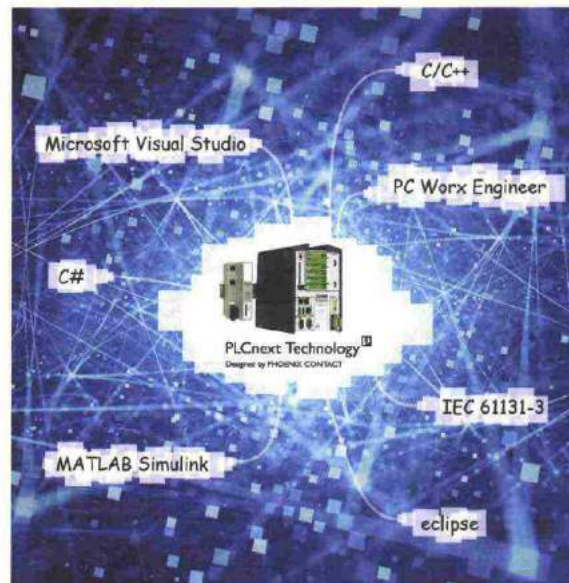 C/C++
Microsoft Visual Studio
PC Worx Engineer
C#
PLCnext Technology
Designed by PHOENIX CONTACT
IEC 61131-3
MATLAB Simulink
eclipse